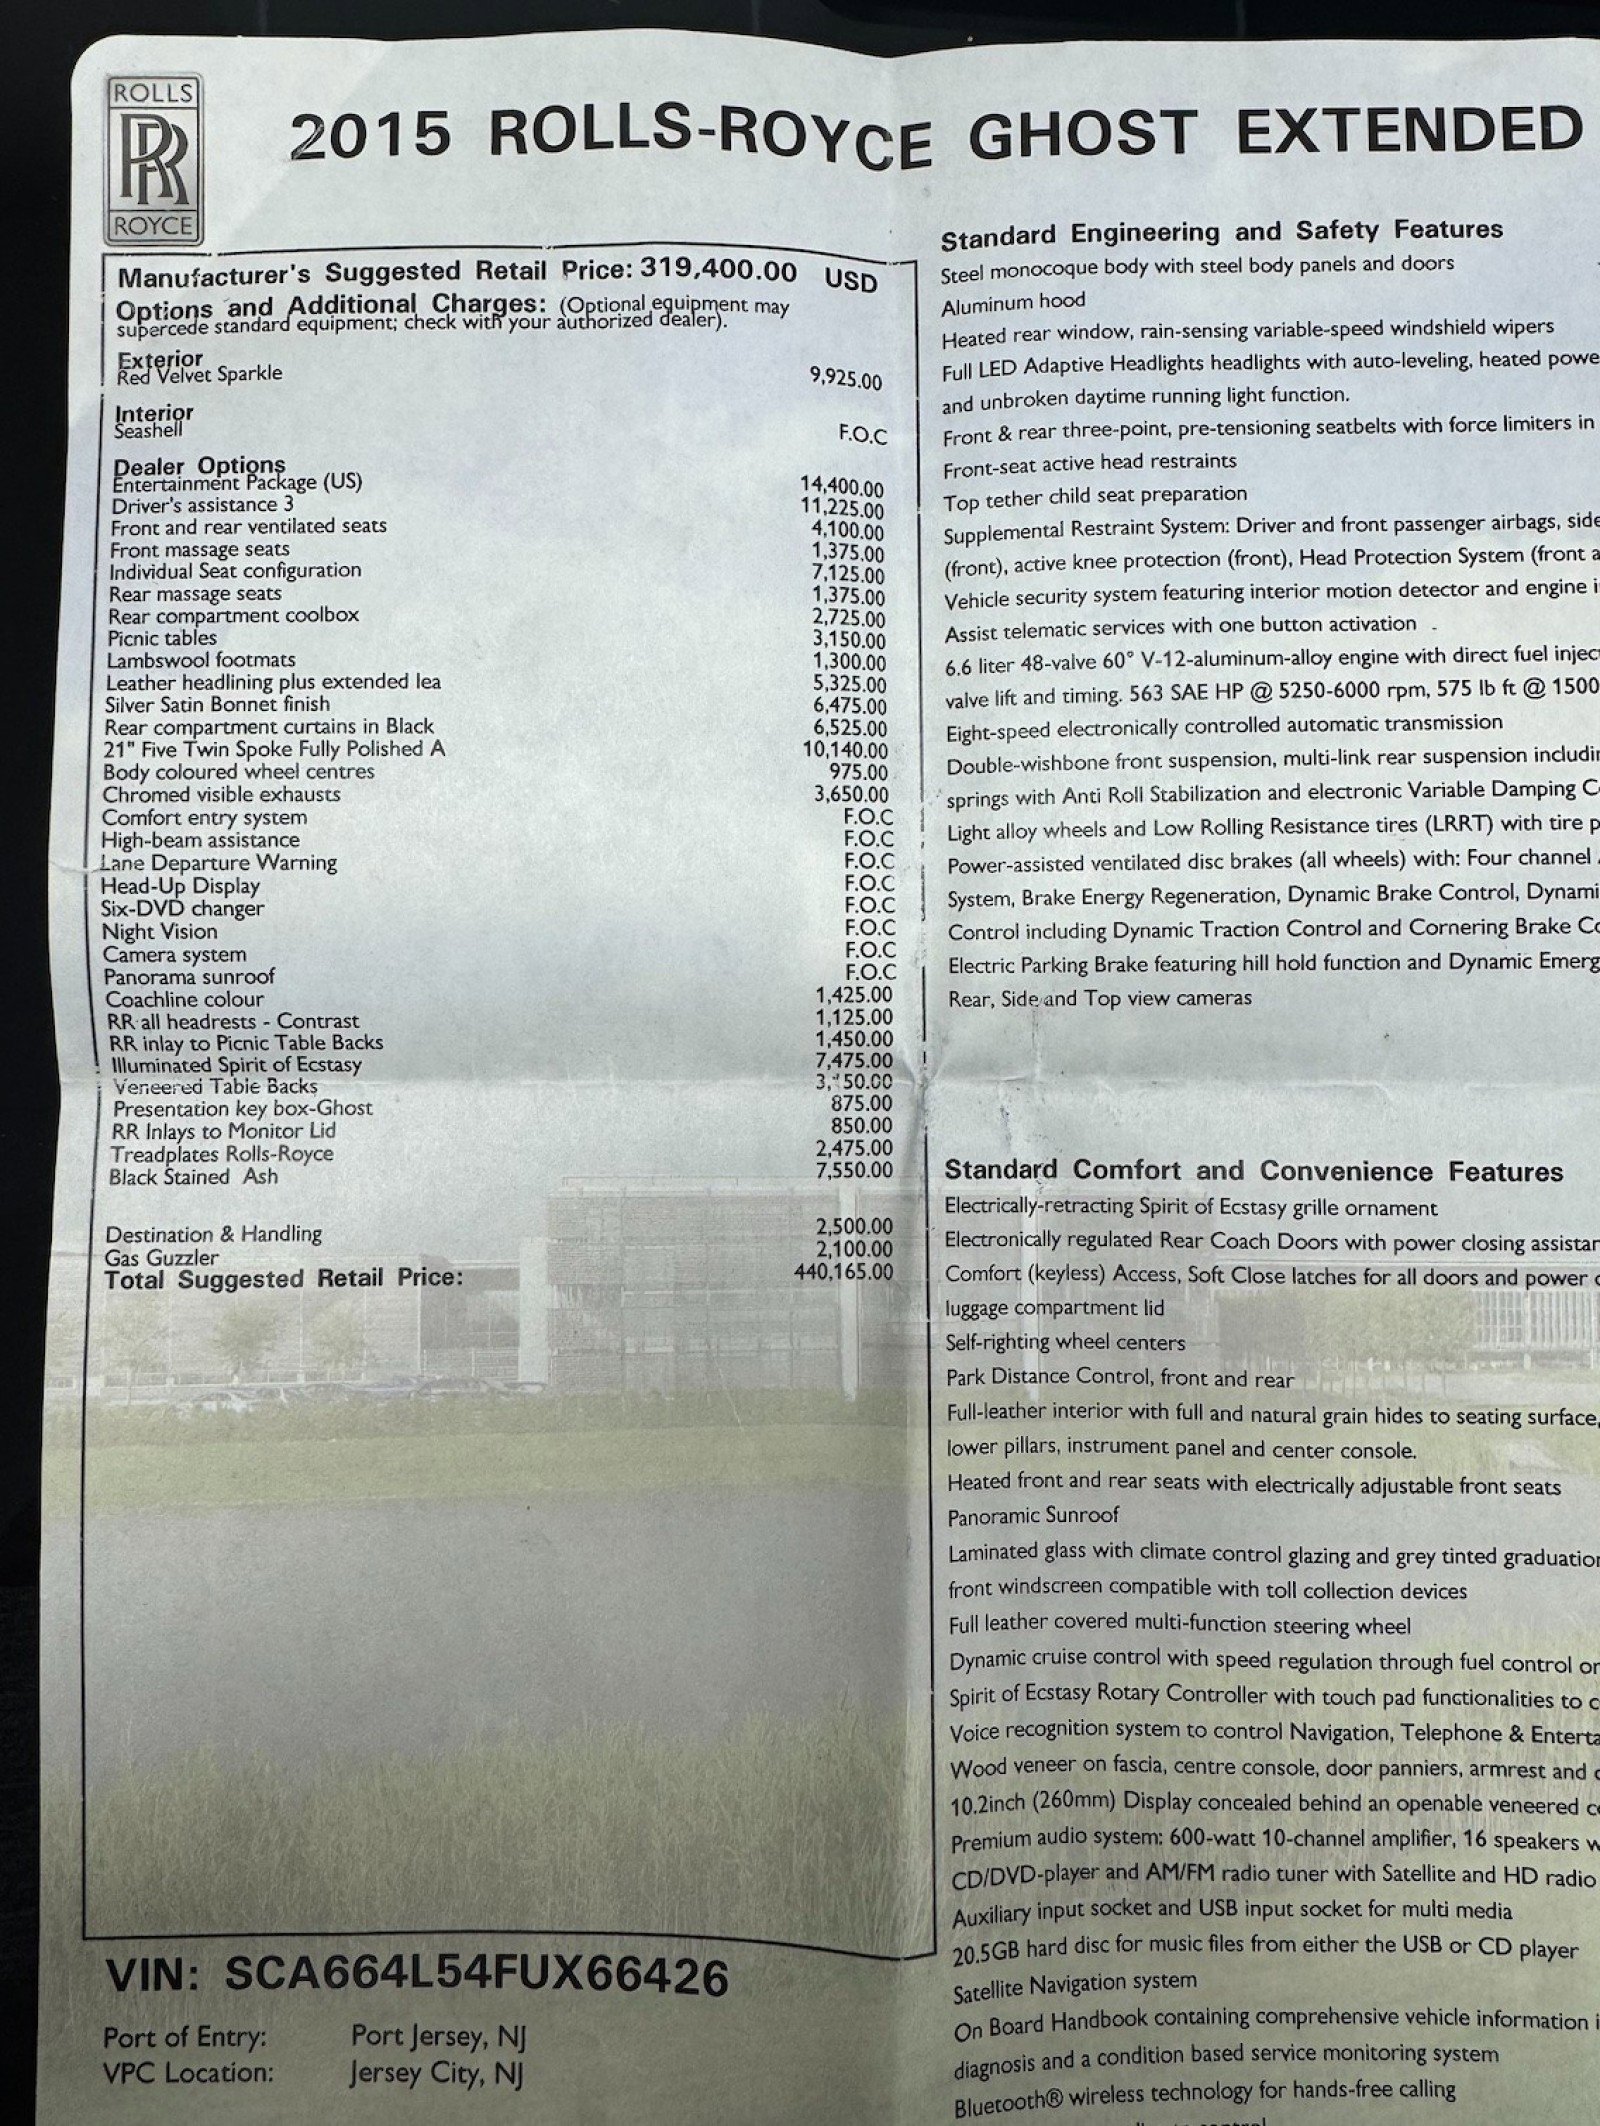 ROLLS
RR
ROYCE
2015 ROLLS-ROYCE GHOST EXTENDED
Manufacturer's Suggested Retail Price: 319,400.00 USD
Options and Additional Charges: (Optional equipment may
supercede standard equipment; check with your authorized dealer).
Exterior
Red Velvet Sparkle 9,925.00
Interior
Seashell F.O.C
Dealer Options
Entertainment Package (US) 14,400.00
Driver's assistance 3 11,225.00
Front and rear ventilated seats 4,100.00
Front massage seats 1,375.00
Individual Seat configuration 7,125.00
Rear massage seats 1,375.00
Rear compartment coolbox 2,725.00
Picnic tables 3,150.00
Lambswool footmats 1,300.00
Leather headlining plus extended lea 5,325.00
Silver Satin Bonnet finish 6,475.00
Rear compartment curtains in Black 6,525.00
21" Five Twin Spoke Fully Polished A 10,140.00
Body coloured wheel centres 975.00
Chromed visible exhausts 3,650.00
Comfort entry system F.O.C
High-beam assistance F.O.C
Lane Departure Warning F.O.C
Head-Up Display F.O.C
Six-DVD changer F.O.C
Night Vision F.O.C
Camera system F.O.C
Panorama sunroof F.O.C
Coachline colour 1,425.00
RR all headrests - Contrast 1,125.00
RR inlay to Picnic Table Backs 1,450.00
Illuminated Spirit of Ecstasy 7,475.00
Veneered Table Backs
Presentation key box-Ghost 875.00
RR Inlays to Monitor Lid 850.00
Treadplates Rolls-Royce 2,475.00
Black Stained Ash 7,550.00
Destination & Handling 2,500.00
Gas Guzzler 2,100.00
Total Suggested Retail Price: 440,165.00
VIN: SCA664L54FUX66426
Port of Entry: Port Jersey, NJ
VPC Location: Jersey City, NJ
Standard Engineering and Safety Features
Steel monocoque body with steel body panels and doors
Aluminum hood
Heated rear window, rain-sensing variable-speed windshield wipers
Full LED Adaptive Headlights headlights with auto-leveling, heated powe
and unbroken daytime running light function.
Front & rear three-point, pre-tensioning seatbelts with force limiters in
Front-seat active head restraints
Top tether child seat preparation
Supplemental Restraint System: Driver and front passenger airbags, side
(front), active knee protection (front), Head Protection System (front a
Vehicle security system featuring interior motion detector and engine i
Assist telematic services with one button activation
6.6 liter 48-valve 60° V-12-aluminum-alloy engine with direct fuel injec
valve lift and timing. 563 SAE HP @ 5250-6000 rpm, 575 lb ft @ 1500
Eight-speed electronically controlled automatic transmission
Double-wishbone front suspension, multi-link rear suspension includi
springs with Anti Roll Stabilization and electronic Variable Damping C
Light alloy wheels and Low Rolling Resistance tires (LRRT) with tire p
Power-assisted ventilated disc brakes (all wheels) with: Four channel
System, Brake Energy Regeneration, Dynamic Brake Control, Dynami
Control including Dynamic Traction Control and Cornering Brake Co
Electric Parking Brake featuring hill hold function and Dynamic Emerg
Rear, Side and Top view cameras
Standard Comfort and Convenience Features
Electrically-retracting Spirit of Ecstasy grille ornament
Electronically regulated Rear Coach Doors with power closing assistan
Comfort (keyless) Access, Soft Close latches for all doors and power
luggage compartment lid
Self-righting wheel centers
Park Distance Control, front and rear
Full-leather interior with full and natural grain hides to seating surface,
lower pillars, instrument panel and center console.
Heated front and rear seats with electrically adjustable front seats
Panoramic Sunroof
Laminated glass with climate control glazing and grey tinted graduation
front windscreen compatible with toll collection devices
Full leather covered multi-function steering wheel
Dynamic cruise control with speed regulation through fuel control or
Spirit of Ecstasy Rotary Controller with touch pad functionalities to c
Voice recognition system to control Navigation, Telephone & Enterta
Wood veneer on fascia, centre console, door panniers, armrest and
10.2inch (260mm) Display concealed behind an openable veneered ce
Premium audio system: 600-watt 10-channel amplifier, 16 speakers w
CD/DVD-player and AM/FM radio tuner with Satellite and HD radio
Auxiliary input socket and USB input socket for multi media
20.5GB hard disc for music files from either the USB or CD player
Satellite Navigation system
On Board Handbook containing comprehensive vehicle information i
diagnosis and a condition based service monitoring system
Bluetooth® wireless technology for hands-free calling